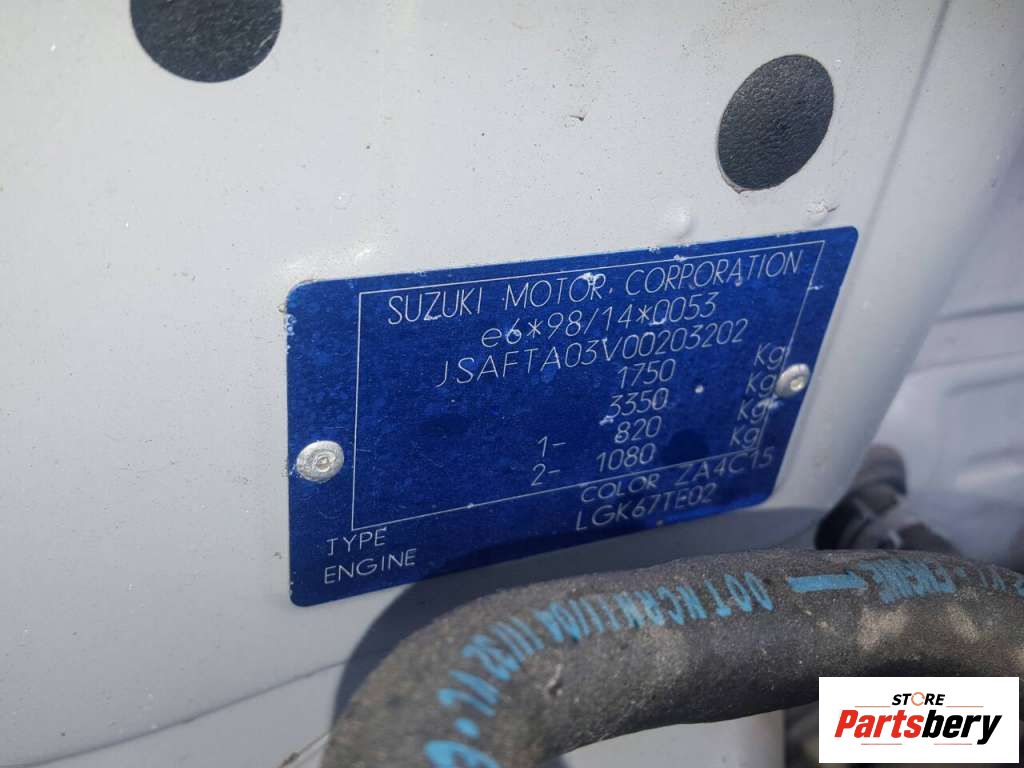 SUZUKI MOTOR CORPORATION
e6*98/14*0053
JSAFTA03V00203202
1750 Kg
3350 Kg
1- 820 Kg
2- 1080 Kg
COLOR ZA4C15
TYPE LGK67TE02
ENGINE
ENGINE
STORE
Partsbery